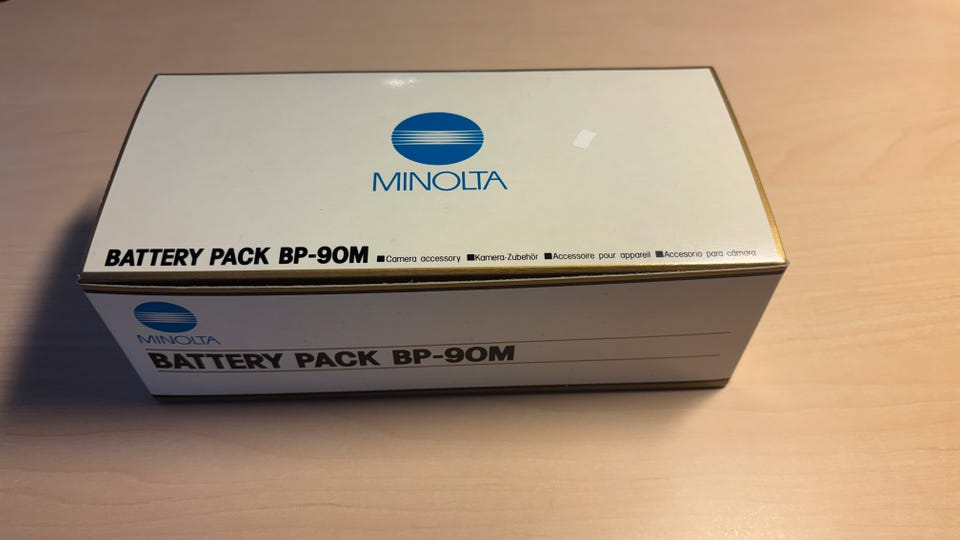 MINOLTA
BATTERY PACK BP-90M ■Camera accessory ■Kamera-Zubehör ■Accessoire pour appareil ■Accesorio para cámara
MINOLTA
BATTERY PACK BP-90M